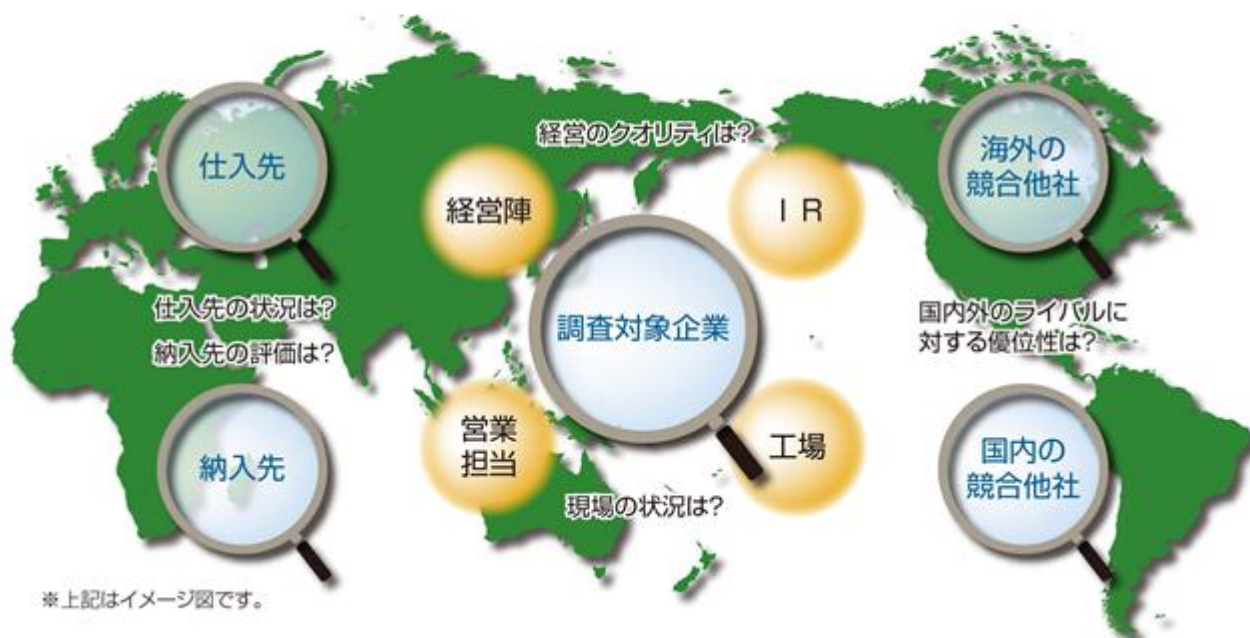 経営のクオリティは?
仕入先
経営陣
I R
海外の
競合他社
調査対象企業
仕入先の状況は?
納入先の評価は?
国内外のライバルに
対する優位性は?
納入先
営業
担当
工場
国内の
競合他社
現場の状況は?
※上記はイメージ図です。